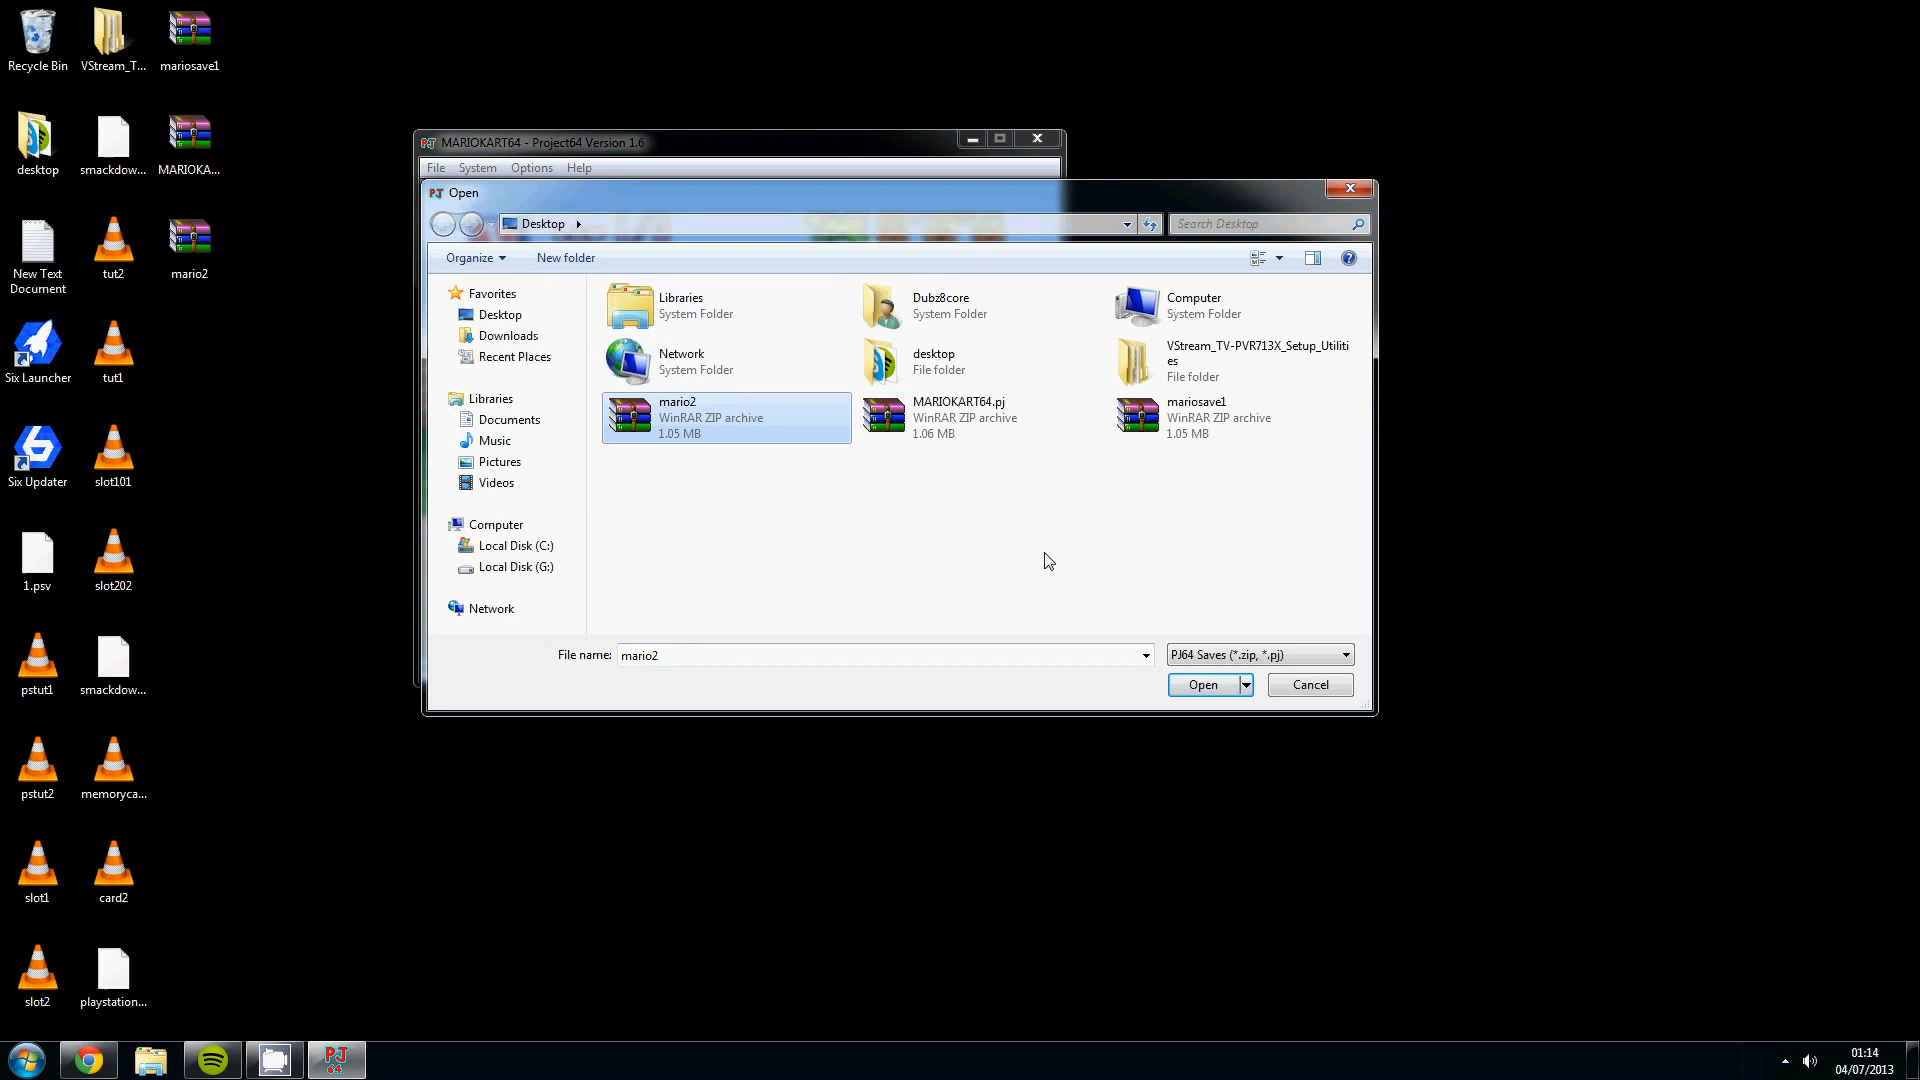 Recycle Bin
VStream_T...
mariosave1
desktop
smackdow...
MARIOKA...
New Text
Document
tut2
mario2
Six Launcher
tut1
Six Updater
slot101
1.psv
slot202
pstut1
smackdow...
pstut2
memoryca...
slot1
card2
slot2
playstation...
MARIOKART64 - Project64 Version 1.6
File
System
Options
Help
Open
Desktop
Search Desktop
Organize
New folder
Favorites
Desktop
Downloads
Recent Places
Libraries
Documents
Music
Pictures
Videos
Computer
Local Disk (C:)
Local Disk (G:)
Network
Libraries
System Folder
Dubz8core
System Folder
Computer
System Folder
Network
System Folder
desktop
File folder
VStream_TV-PVR713X_Setup_Utiliti
es
File folder
mario2
WinRAR ZIP archive
1.05 MB
MARIOKART64.pj
WinRAR ZIP archive
1.06 MB
mariosave1
WinRAR ZIP archive
1.05 MB
File name:
mario2
PJ64 Saves (*.zip, *.pj)
Open
Cancel
PJ
64
01:14
04/07/2013